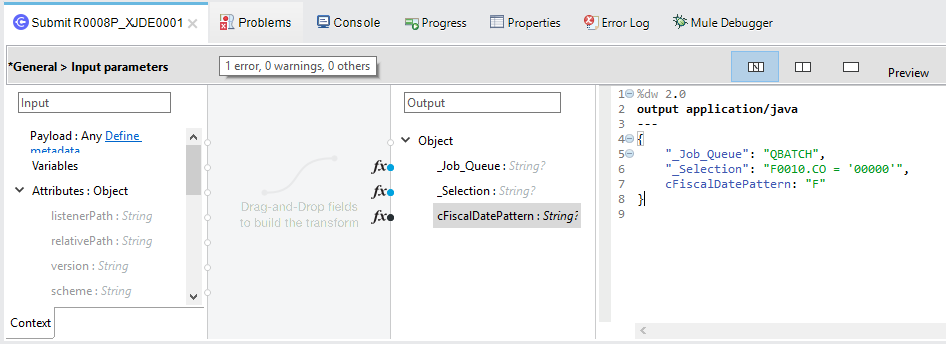 Submit R0008P_XJDE0001
Problems
Console
Progress
Properties
Error Log
Mule Debugger
*General > Input parameters
1 error, 0 warnings, 0 others
Preview
Input
Payload : Any Define
metadata
Variables
Attributes : Object
listenerPath : String
relativePath : String
version : String
scheme : String
Context
Drag-and-Drop fields
to build the transform
fx
fx
fx
Output
Object
_Job_Queue : String?
_Selection : String?
cFiscalDatePattern : String?
1 %dw 2.0
2 output application/java
3 ---
4 {
5 "_Job_Queue": "QBATCH",
6 "_Selection": "F0010.CO = '00000'",
7 cFiscalDatePattern: "F"
8 }
9